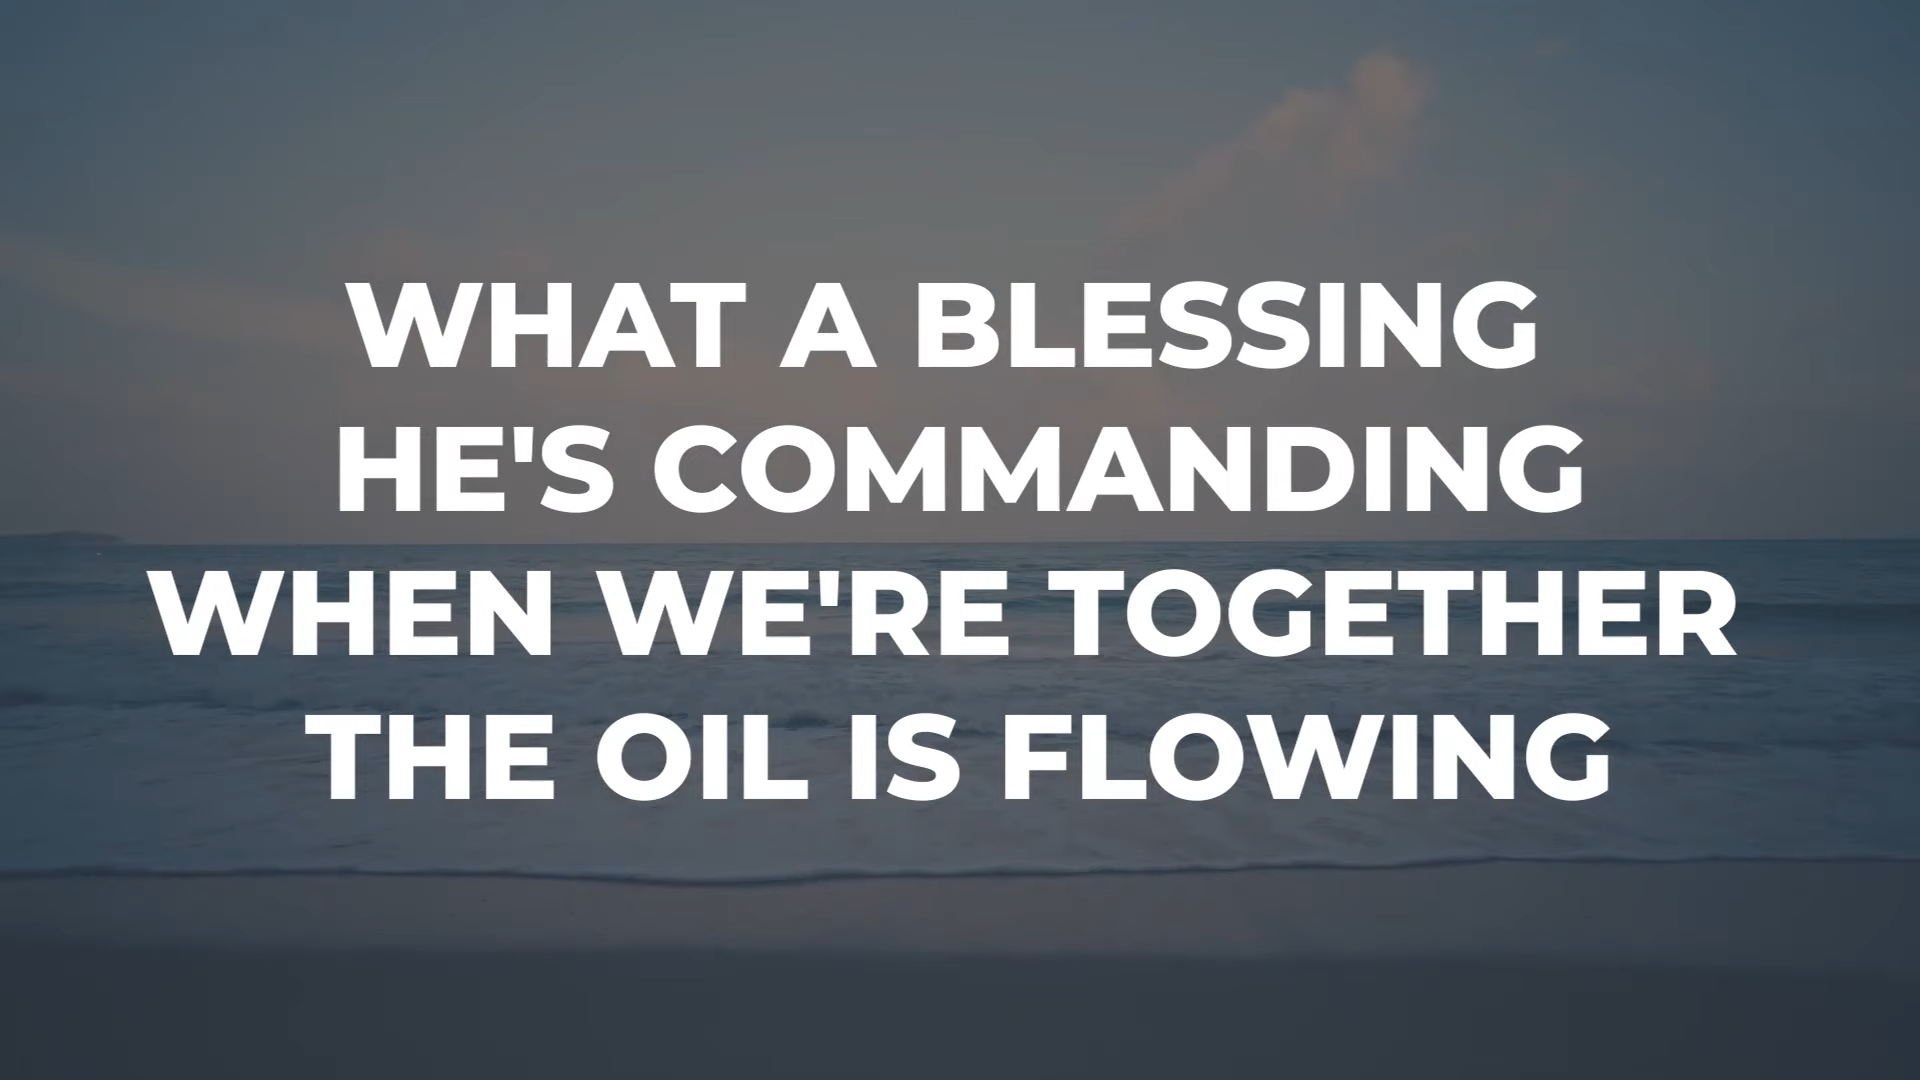 WHAT A BLESSING
HE'S COMMANDING
WHEN WE'RE TOGETHER
THE OIL IS FLOWING